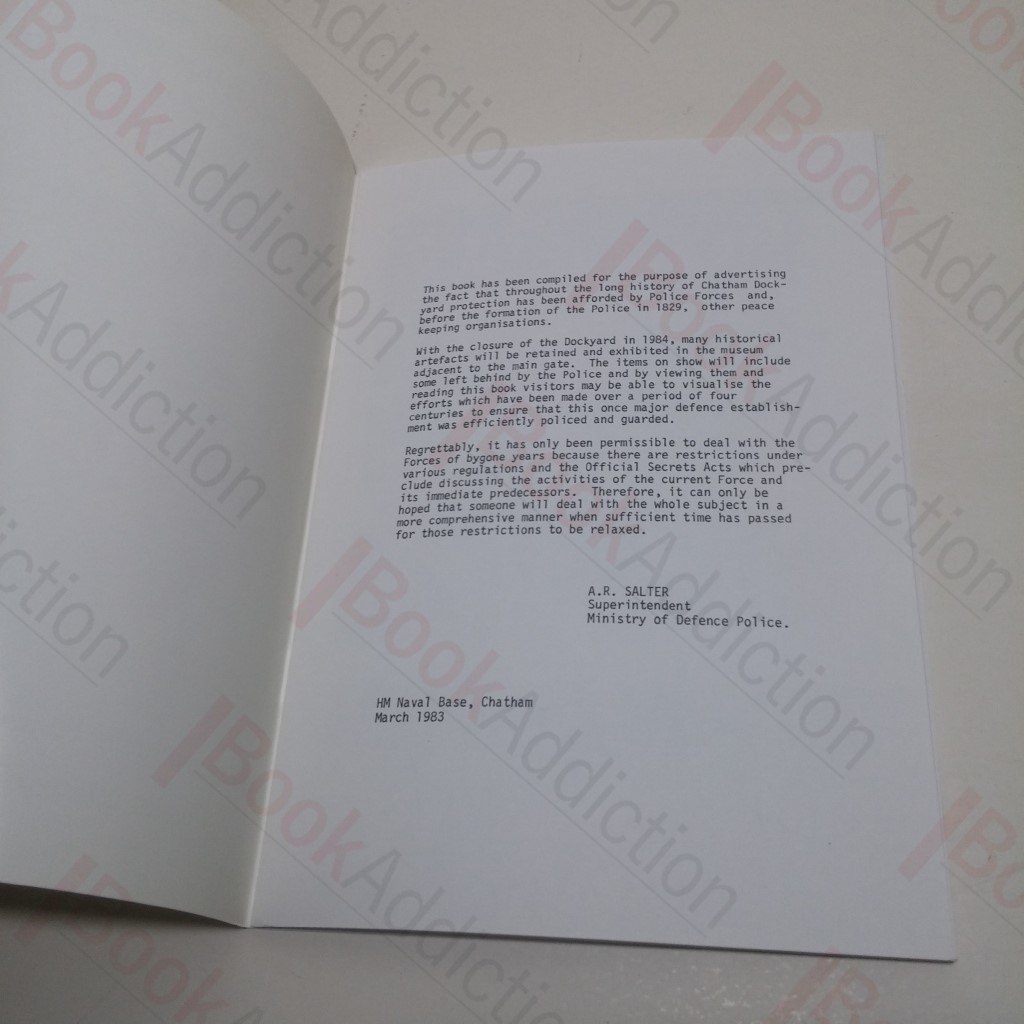 This book has been compiled for the purpose of advertising
the fact that throughout the long history of Chatham Dock-
yard protection has been afforded by Police Forces and,
before the formation of the Police in 1829, other peace
keeping organisations.
With the closure of the Dockyard in 1984, many historical
artefacts will be retained and exhibited in the museum
adjacent to the main gate. The items on show will include
some left behind by the Police and by viewing them and
reading this book visitors may be able to visualise the
efforts which have been made over a period of four
centuries to ensure that this once major defence establish-
ment was efficiently policed and guarded.
Regrettably, it has only been permissible to deal with the
Forces of bygone years because there are restrictions under
various regulations and the Official Secrets Acts which pre-
clude discussing the activities of the current Force and
its immediate predecessors. Therefore, it can only be
hoped that someone will deal with the whole subject in a
more comprehensive manner when sufficient time has passed
for those restrictions to be relaxed.
A.R. SALTER
Superintendent
Ministry of Defence Police.
HM Naval Base, Chatham
March 1983
BookAddiction
BookAddiction
BookAddiction
BookAddiction
BookAddiction
BookAddiction